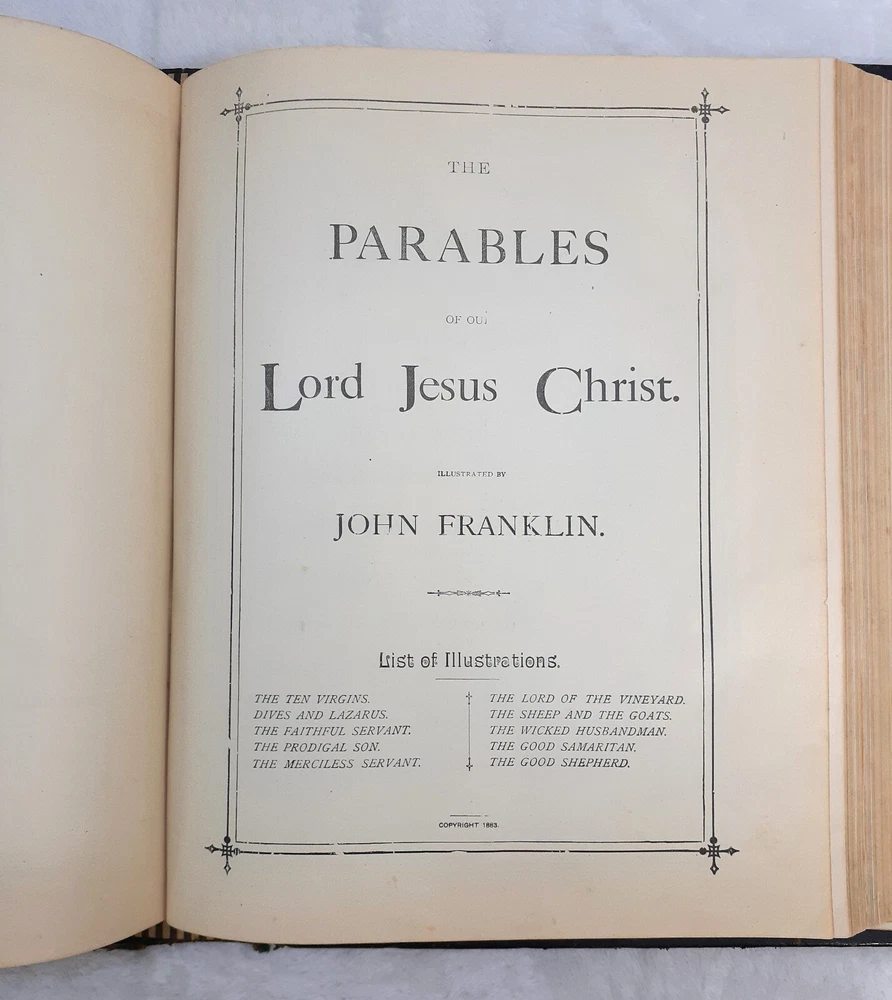 THE
PARABLES
OF OUR
Lord Jesus Christ.
ILLUSTRATED BY
JOHN FRANKLIN.
List of Illustrations.
THE TEN VIRGINS.
DIVES AND LAZARUS.
THE FAITHFUL SERVANT.
THE PRODIGAL SON.
THE MERCILESS SERVANT.
THE LORD OF THE VINEYARD.
THE SHEEP AND THE GOATS.
THE WICKED HUSBANDMAN.
THE GOOD SAMARITAN.
THE GOOD SHEPHERD.
COPYRIGHT 1883.